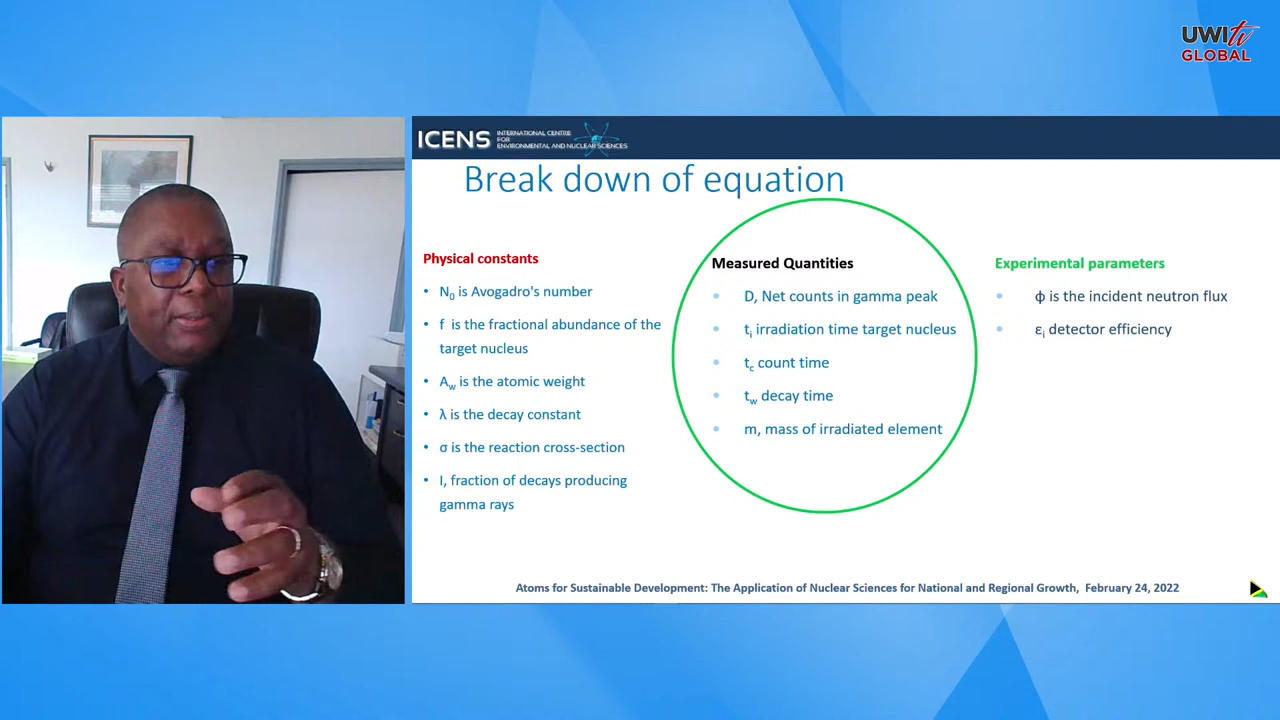 UWItv
GLOBAL
ICENS
INTERNATIONAL CENTRE
FOR
ENVIRONMENTAL AND NUCLEAR SCIENCES
Break down of equation
Physical constants
• N0 is Avogadro's number
• f is the fractional abundance of the
target nucleus
• Aw is the atomic weight
• λ is the decay constant
• σ is the reaction cross-section
• I, fraction of decays producing
gamma rays
Measured Quantities
• D, Net counts in gamma peak
• ti irradiation time target nucleus
• tc count time
• tw decay time
• m, mass of irradiated element
Experimental parameters
• ϕ is the incident neutron flux
• εi detector efficiency
Atoms for Sustainable Development: The Application of Nuclear Sciences for National and Regional Growth, February 24, 2022